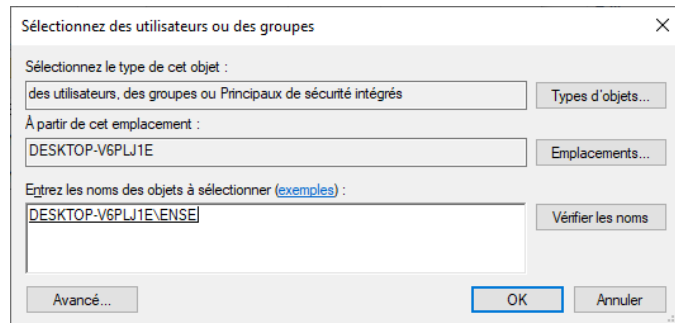 Sélectionnez des utilisateurs ou des groupes
Sélectionnez le type de cet objet :
des utilisateurs, des groupes ou Principaux de sécurité intégrés
Types d'objets...
À partir de cet emplacement :
DESKTOP-V6PLJ1E
Emplacements...
Entrez les noms des objets à sélectionner (exemples) :
DESKTOP-V6PLJ1E\ENSE
Vérifier les noms
Avancé...
OK
Annuler